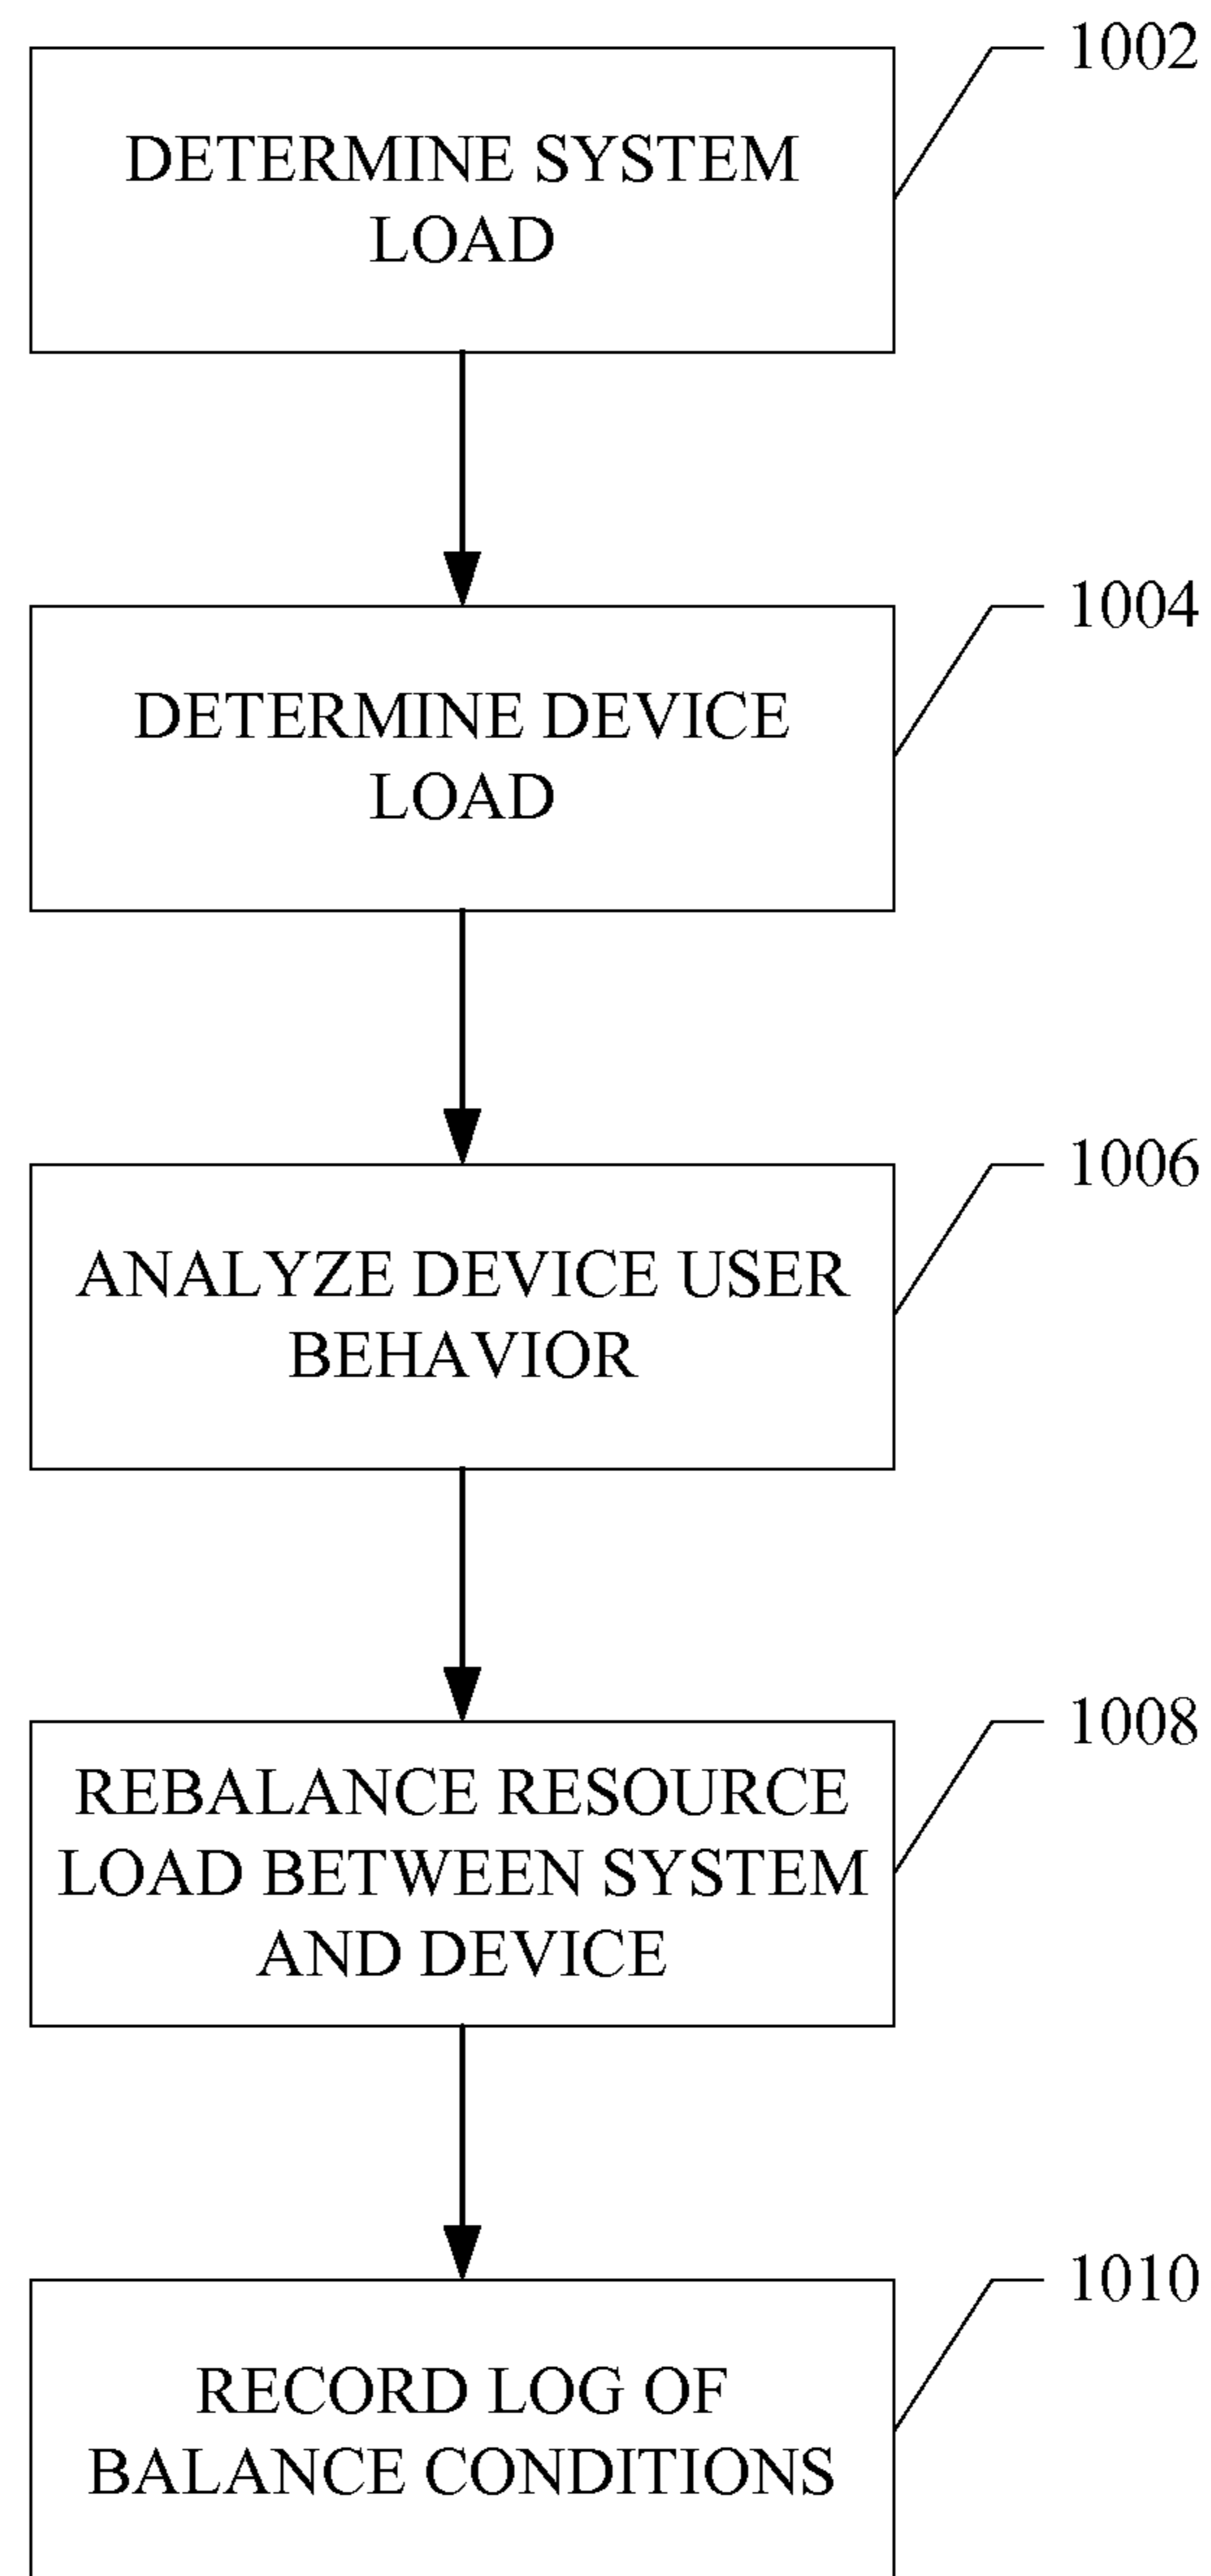 1002
DETERMINE SYSTEM
LOAD
1004
DETERMINE DEVICE
LOAD
1006
ANALYZE DEVICE USER
BEHAVIOR
1008
REBALANCE RESOURCE
LOAD BETWEEN SYSTEM
AND DEVICE
1010
RECORD LOG OF
BALANCE CONDITIONS